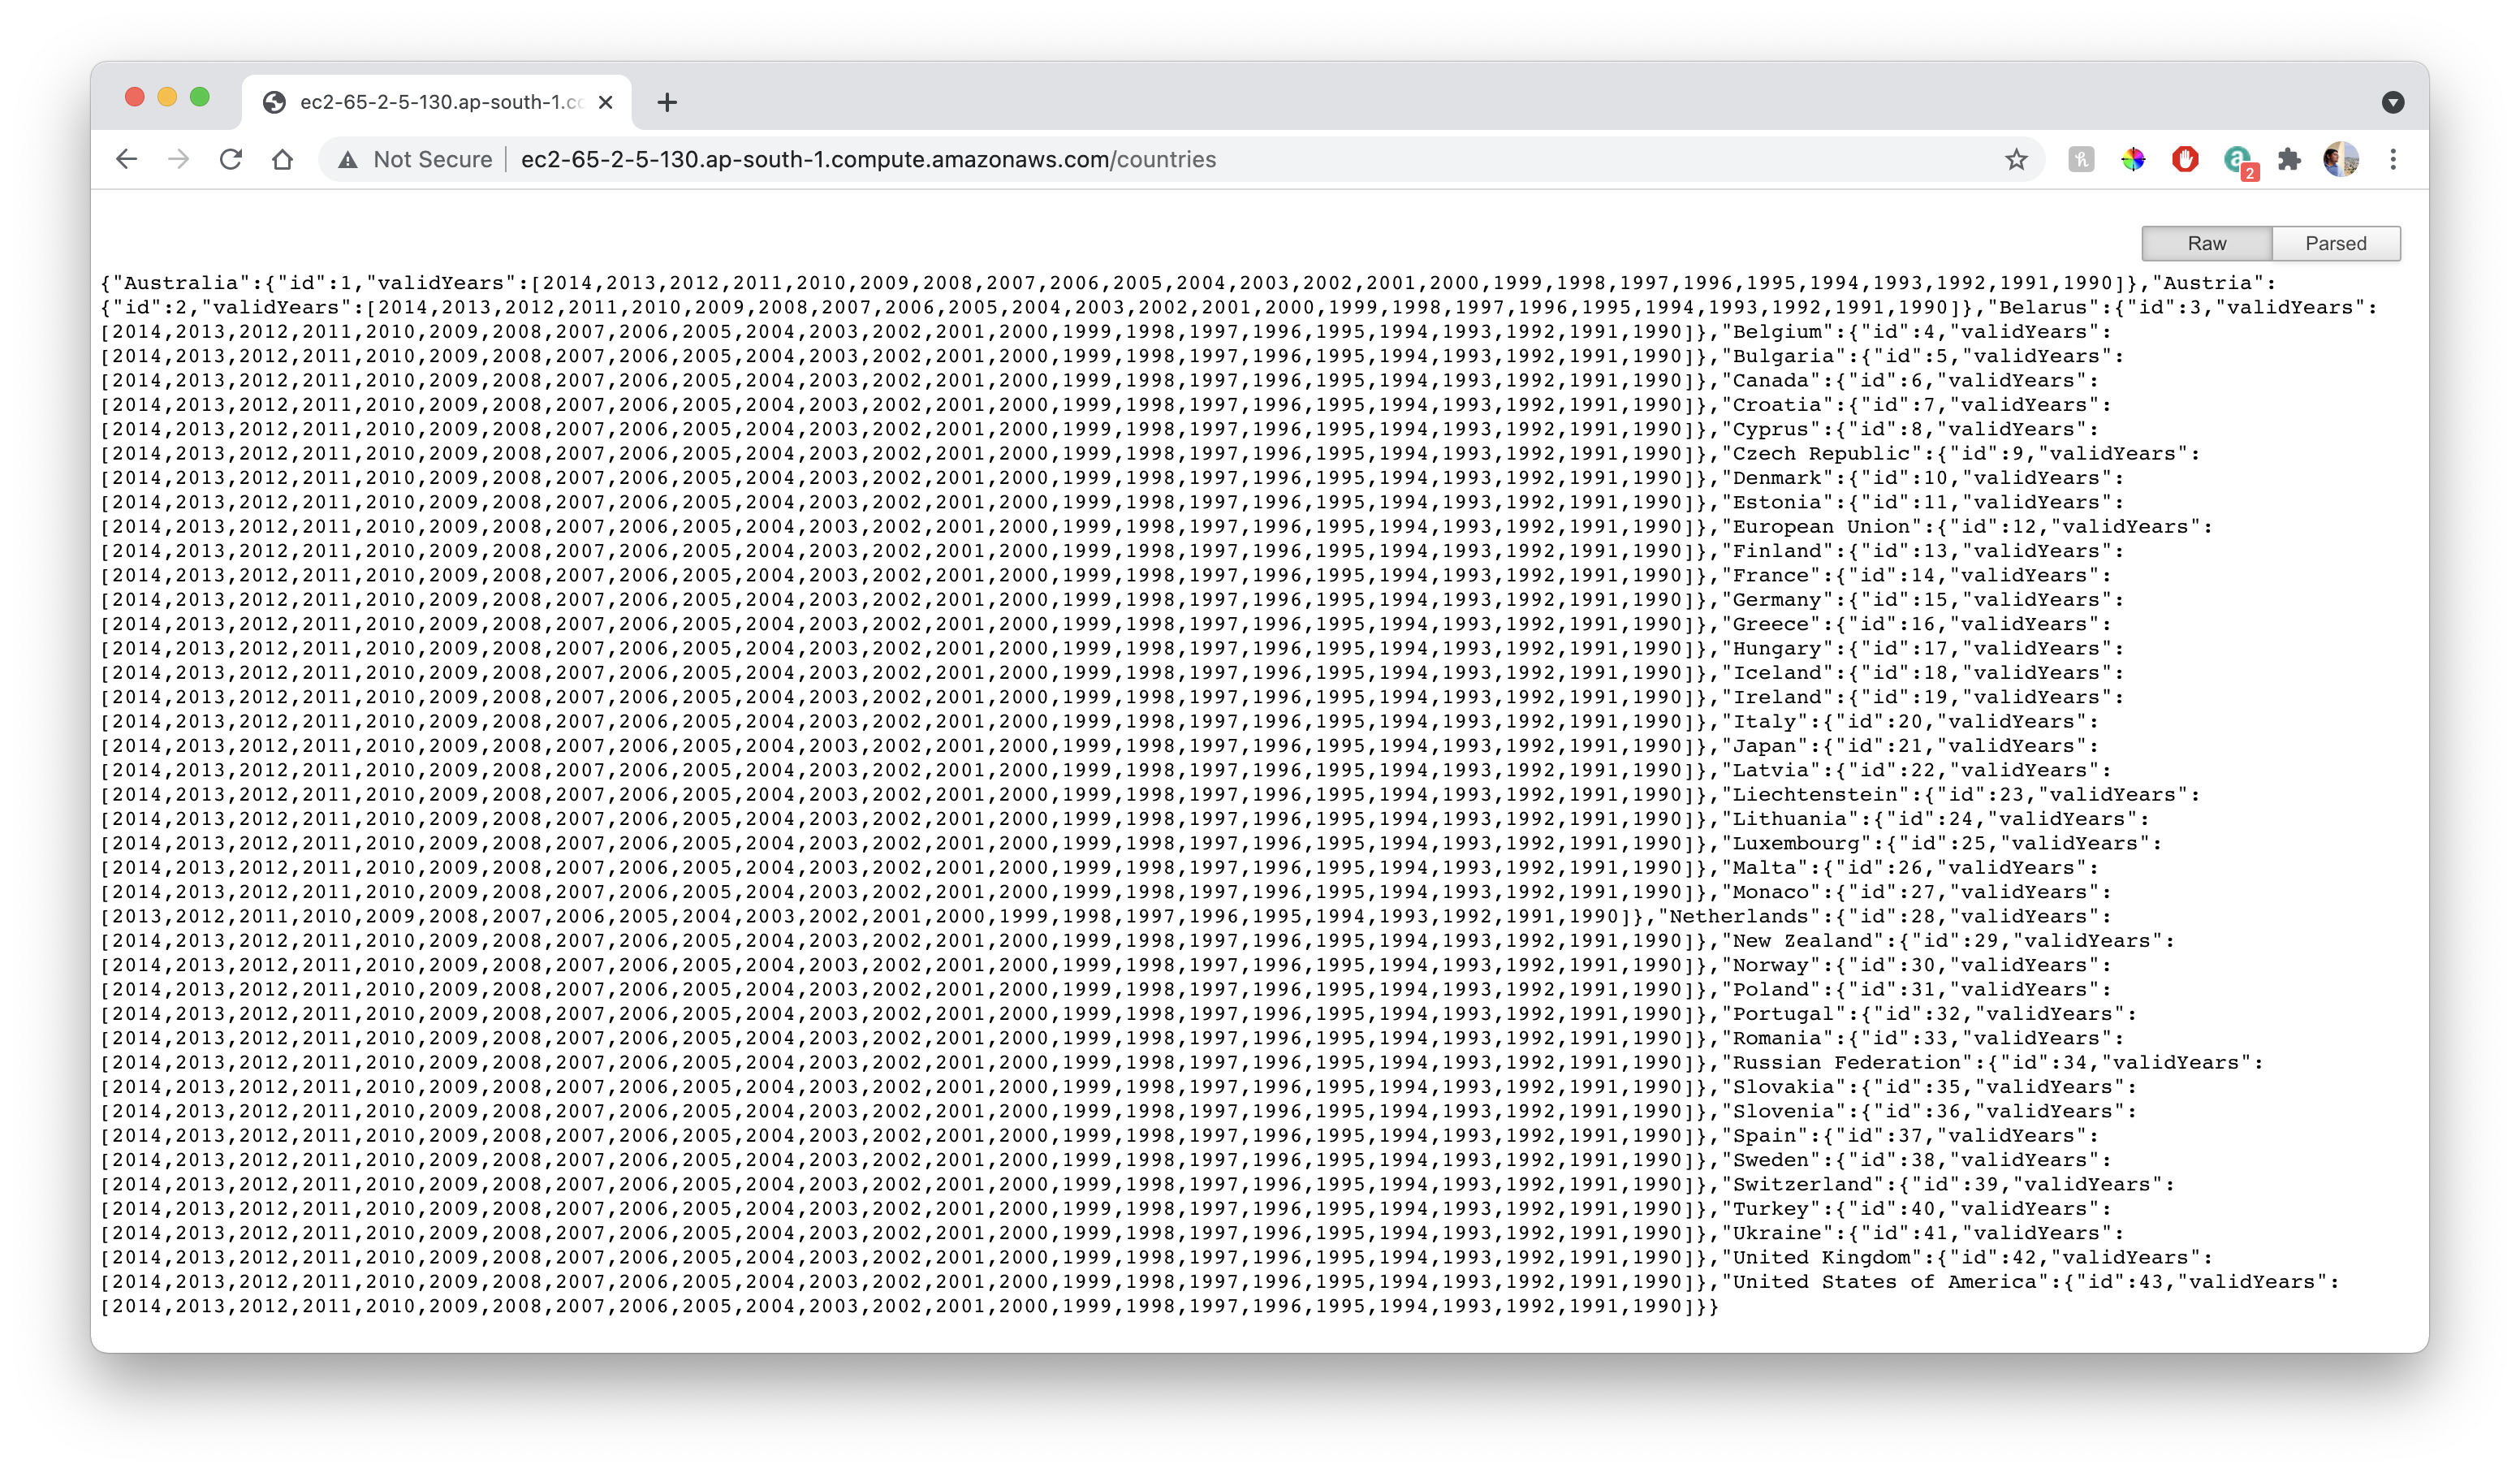 ec2-65-2-5-130.ap-south-1.co
Not Secure ec2-65-2-5-130.ap-south-1.compute.amazonaws.com/countries
2
Raw Parsed
{"Australia":{"id":1,"validYears":[2014,2013,2012,2011,2010,2009,2008,2007,2006,2005,2004,2003,2002,2001,2000,1999,1998,1997,1996,1995,1994,1993,1992,1991,1990]},"Austria":
{"id":2,"validYears":[2014,2013,2012,2011,2010,2009,2008,2007,2006,2005,2004,2003,2002,2001,2000,1999,1998,1997,1996,1995,1994,1993,1992,1991,1990]},"Belarus":{"id":3,"validYears":
[2014,2013,2012,2011,2010,2009,2008,2007,2006,2005,2004,2003,2002,2001,2000,1999,1998,1997,1996,1995,1994,1993,1992,1991,1990]},"Belgium":{"id":4,"validYears":
[2014,2013,2012,2011,2010,2009,2008,2007,2006,2005,2004,2003,2002,2001,2000,1999,1998,1997,1996,1995,1994,1993,1992,1991,1990]},"Bulgaria":{"id":5,"validYears":
[2014,2013,2012,2011,2010,2009,2008,2007,2006,2005,2004,2003,2002,2001,2000,1999,1998,1997,1996,1995,1994,1993,1992,1991,1990]},"Canada":{"id":6,"validYears":
[2014,2013,2012,2011,2010,2009,2008,2007,2006,2005,2004,2003,2002,2001,2000,1999,1998,1997,1996,1995,1994,1993,1992,1991,1990]},"Croatia":{"id":7,"validYears":
[2014,2013,2012,2011,2010,2009,2008,2007,2006,2005,2004,2003,2002,2001,2000,1999,1998,1997,1996,1995,1994,1993,1992,1991,1990]},"Cyprus":{"id":8,"validYears":
[2014,2013,2012,2011,2010,2009,2008,2007,2006,2005,2004,2003,2002,2001,2000,1999,1998,1997,1996,1995,1994,1993,1992,1991,1990]},"Czech Republic":{"id":9,"validYears":
[2014,2013,2012,2011,2010,2009,2008,2007,2006,2005,2004,2003,2002,2001,2000,1999,1998,1997,1996,1995,1994,1993,1992,1991,1990]},"Denmark":{"id":10,"validYears":
[2014,2013,2012,2011,2010,2009,2008,2007,2006,2005,2004,2003,2002,2001,2000,1999,1998,1997,1996,1995,1994,1993,1992,1991,1990]},"Estonia":{"id":11,"validYears":
[2014,2013,2012,2011,2010,2009,2008,2007,2006,2005,2004,2003,2002,2001,2000,1999,1998,1997,1996,1995,1994,1993,1992,1991,1990]},"European Union":{"id":12,"validYears":
[2014,2013,2012,2011,2010,2009,2008,2007,2006,2005,2004,2003,2002,2001,2000,1999,1998,1997,1996,1995,1994,1993,1992,1991,1990]},"Finland":{"id":13,"validYears":
[2014,2013,2012,2011,2010,2009,2008,2007,2006,2005,2004,2003,2002,2001,2000,1999,1998,1997,1996,1995,1994,1993,1992,1991,1990]},"France":{"id":14,"validYears":
[2014,2013,2012,2011,2010,2009,2008,2007,2006,2005,2004,2003,2002,2001,2000,1999,1998,1997,1996,1995,1994,1993,1992,1991,1990]},"Germany":{"id":15,"validYears":
[2014,2013,2012,2011,2010,2009,2008,2007,2006,2005,2004,2003,2002,2001,2000,1999,1998,1997,1996,1995,1994,1993,1992,1991,1990]},"Greece":{"id":16,"validYears":
[2014,2013,2012,2011,2010,2009,2008,2007,2006,2005,2004,2003,2002,2001,2000,1999,1998,1997,1996,1995,1994,1993,1992,1991,1990]},"Hungary":{"id":17,"validYears":
[2014,2013,2012,2011,2010,2009,2008,2007,2006,2005,2004,2003,2002,2001,2000,1999,1998,1997,1996,1995,1994,1993,1992,1991,1990]},"Iceland":{"id":18,"validYears":
[2014,2013,2012,2011,2010,2009,2008,2007,2006,2005,2004,2003,2002,2001,2000,1999,1998,1997,1996,1995,1994,1993,1992,1991,1990]},"Ireland":{"id":19,"validYears":
[2014,2013,2012,2011,2010,2009,2008,2007,2006,2005,2004,2003,2002,2001,2000,1999,1998,1997,1996,1995,1994,1993,1992,1991,1990]},"Italy":{"id":20,"validYears":
[2014,2013,2012,2011,2010,2009,2008,2007,2006,2005,2004,2003,2002,2001,2000,1999,1998,1997,1996,1995,1994,1993,1992,1991,1990]},"Japan":{"id":21,"validYears":
[2014,2013,2012,2011,2010,2009,2008,2007,2006,2005,2004,2003,2002,2001,2000,1999,1998,1997,1996,1995,1994,1993,1992,1991,1990]},"Latvia":{"id":22,"validYears":
[2014,2013,2012,2011,2010,2009,2008,2007,2006,2005,2004,2003,2002,2001,2000,1999,1998,1997,1996,1995,1994,1993,1992,1991,1990]},"Liechtenstein":{"id":23,"validYears":
[2014,2013,2012,2011,2010,2009,2008,2007,2006,2005,2004,2003,2002,2001,2000,1999,1998,1997,1996,1995,1994,1993,1992,1991,1990]},"Lithuania":{"id":24,"validYears":
[2014,2013,2012,2011,2010,2009,2008,2007,2006,2005,2004,2003,2002,2001,2000,1999,1998,1997,1996,1995,1994,1993,1992,1991,1990]},"Luxembourg":{"id":25,"validYears":
[2014,2013,2012,2011,2010,2009,2008,2007,2006,2005,2004,2003,2002,2001,2000,1999,1998,1997,1996,1995,1994,1993,1992,1991,1990]},"Malta":{"id":26,"validYears":
[2014,2013,2012,2011,2010,2009,2008,2007,2006,2005,2004,2003,2002,2001,2000,1999,1998,1997,1996,1995,1994,1993,1992,1991,1990]},"Monaco":{"id":27,"validYears":
[2013,2012,2011,2010,2009,2008,2007,2006,2005,2004,2003,2002,2001,2000,1999,1998,1997,1996,1995,1994,1993,1992,1991,1990]},"Netherlands":{"id":28,"validYears":
[2014,2013,2012,2011,2010,2009,2008,2007,2006,2005,2004,2003,2002,2001,2000,1999,1998,1997,1996,1995,1994,1993,1992,1991,1990]},"New Zealand":{"id":29,"validYears":
[2014,2013,2012,2011,2010,2009,2008,2007,2006,2005,2004,2003,2002,2001,2000,1999,1998,1997,1996,1995,1994,1993,1992,1991,1990]},"Norway":{"id":30,"validYears":
[2014,2013,2012,2011,2010,2009,2008,2007,2006,2005,2004,2003,2002,2001,2000,1999,1998,1997,1996,1995,1994,1993,1992,1991,1990]},"Poland":{"id":31,"validYears":
[2014,2013,2012,2011,2010,2009,2008,2007,2006,2005,2004,2003,2002,2001,2000,1999,1998,1997,1996,1995,1994,1993,1992,1991,1990]},"Portugal":{"id":32,"validYears":
[2014,2013,2012,2011,2010,2009,2008,2007,2006,2005,2004,2003,2002,2001,2000,1999,1998,1997,1996,1995,1994,1993,1992,1991,1990]},"Romania":{"id":33,"validYears":
[2014,2013,2012,2011,2010,2009,2008,2007,2006,2005,2004,2003,2002,2001,2000,1999,1998,1997,1996,1995,1994,1993,1992,1991,1990]},"Russian Federation":{"id":34,"validYears":
[2014,2013,2012,2011,2010,2009,2008,2007,2006,2005,2004,2003,2002,2001,2000,1999,1998,1997,1996,1995,1994,1993,1992,1991,1990]},"Slovakia":{"id":35,"validYears":
[2014,2013,2012,2011,2010,2009,2008,2007,2006,2005,2004,2003,2002,2001,2000,1999,1998,1997,1996,1995,1994,1993,1992,1991,1990]},"Slovenia":{"id":36,"validYears":
[2014,2013,2012,2011,2010,2009,2008,2007,2006,2005,2004,2003,2002,2001,2000,1999,1998,1997,1996,1995,1994,1993,1992,1991,1990]},"Spain":{"id":37,"validYears":
[2014,2013,2012,2011,2010,2009,2008,2007,2006,2005,2004,2003,2002,2001,2000,1999,1998,1997,1996,1995,1994,1993,1992,1991,1990]},"Sweden":{"id":38,"validYears":
[2014,2013,2012,2011,2010,2009,2008,2007,2006,2005,2004,2003,2002,2001,2000,1999,1998,1997,1996,1995,1994,1993,1992,1991,1990]},"Switzerland":{"id":39,"validYears":
[2014,2013,2012,2011,2010,2009,2008,2007,2006,2005,2004,2003,2002,2001,2000,1999,1998,1997,1996,1995,1994,1993,1992,1991,1990]},"Turkey":{"id":40,"validYears":
[2014,2013,2012,2011,2010,2009,2008,2007,2006,2005,2004,2003,2002,2001,2000,1999,1998,1997,1996,1995,1994,1993,1992,1991,1990]},"Ukraine":{"id":41,"validYears":
[2014,2013,2012,2011,2010,2009,2008,2007,2006,2005,2004,2003,2002,2001,2000,1999,1998,1997,1996,1995,1994,1993,1992,1991,1990]},"United Kingdom":{"id":42,"validYears":
[2014,2013,2012,2011,2010,2009,2008,2007,2006,2005,2004,2003,2002,2001,2000,1999,1998,1997,1996,1995,1994,1993,1992,1991,1990]},"United States of America":{"id":43,"validYears":
[2014,2013,2012,2011,2010,2009,2008,2007,2006,2005,2004,2003,2002,2001,2000,1999,1998,1997,1996,1995,1994,1993,1992,1991,1990]}}